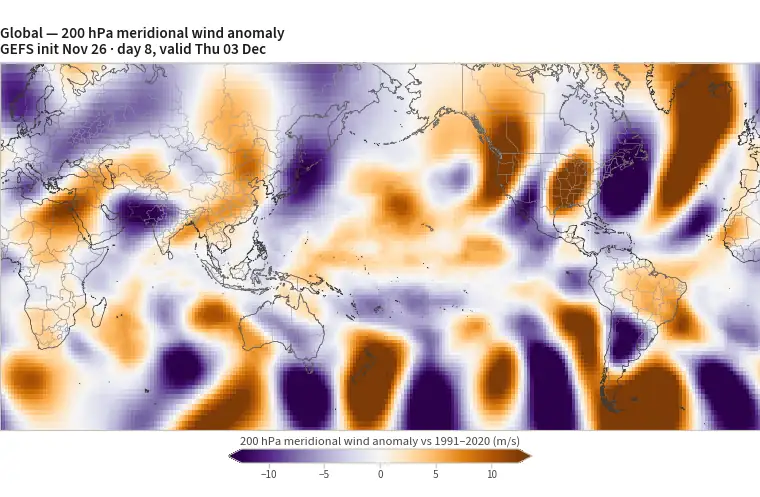 Global — 200 hPa meridional wind anomaly
GEFS init Nov 26 · day 8, valid Thu 03 Dec
200 hPa meridional wind anomaly vs 1991–2020 (m/s)
−10 −5 0 5 10